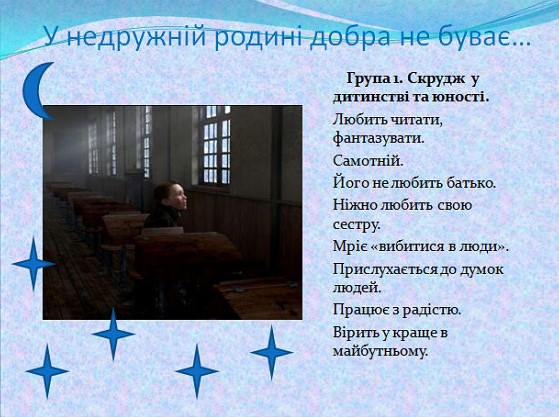 У недружній родині добра не буває...
Група 1. Скрудж у
дитинстві та юності.
Любить читати,
фантазувати.
Самотній.
Його не любить батько.
Ніжно любить свою
сестру.
Мріє «вибитися в люди».
Прислухається до думок
людей.
Працює з радістю.
Вірить у краще в
майбутньому.